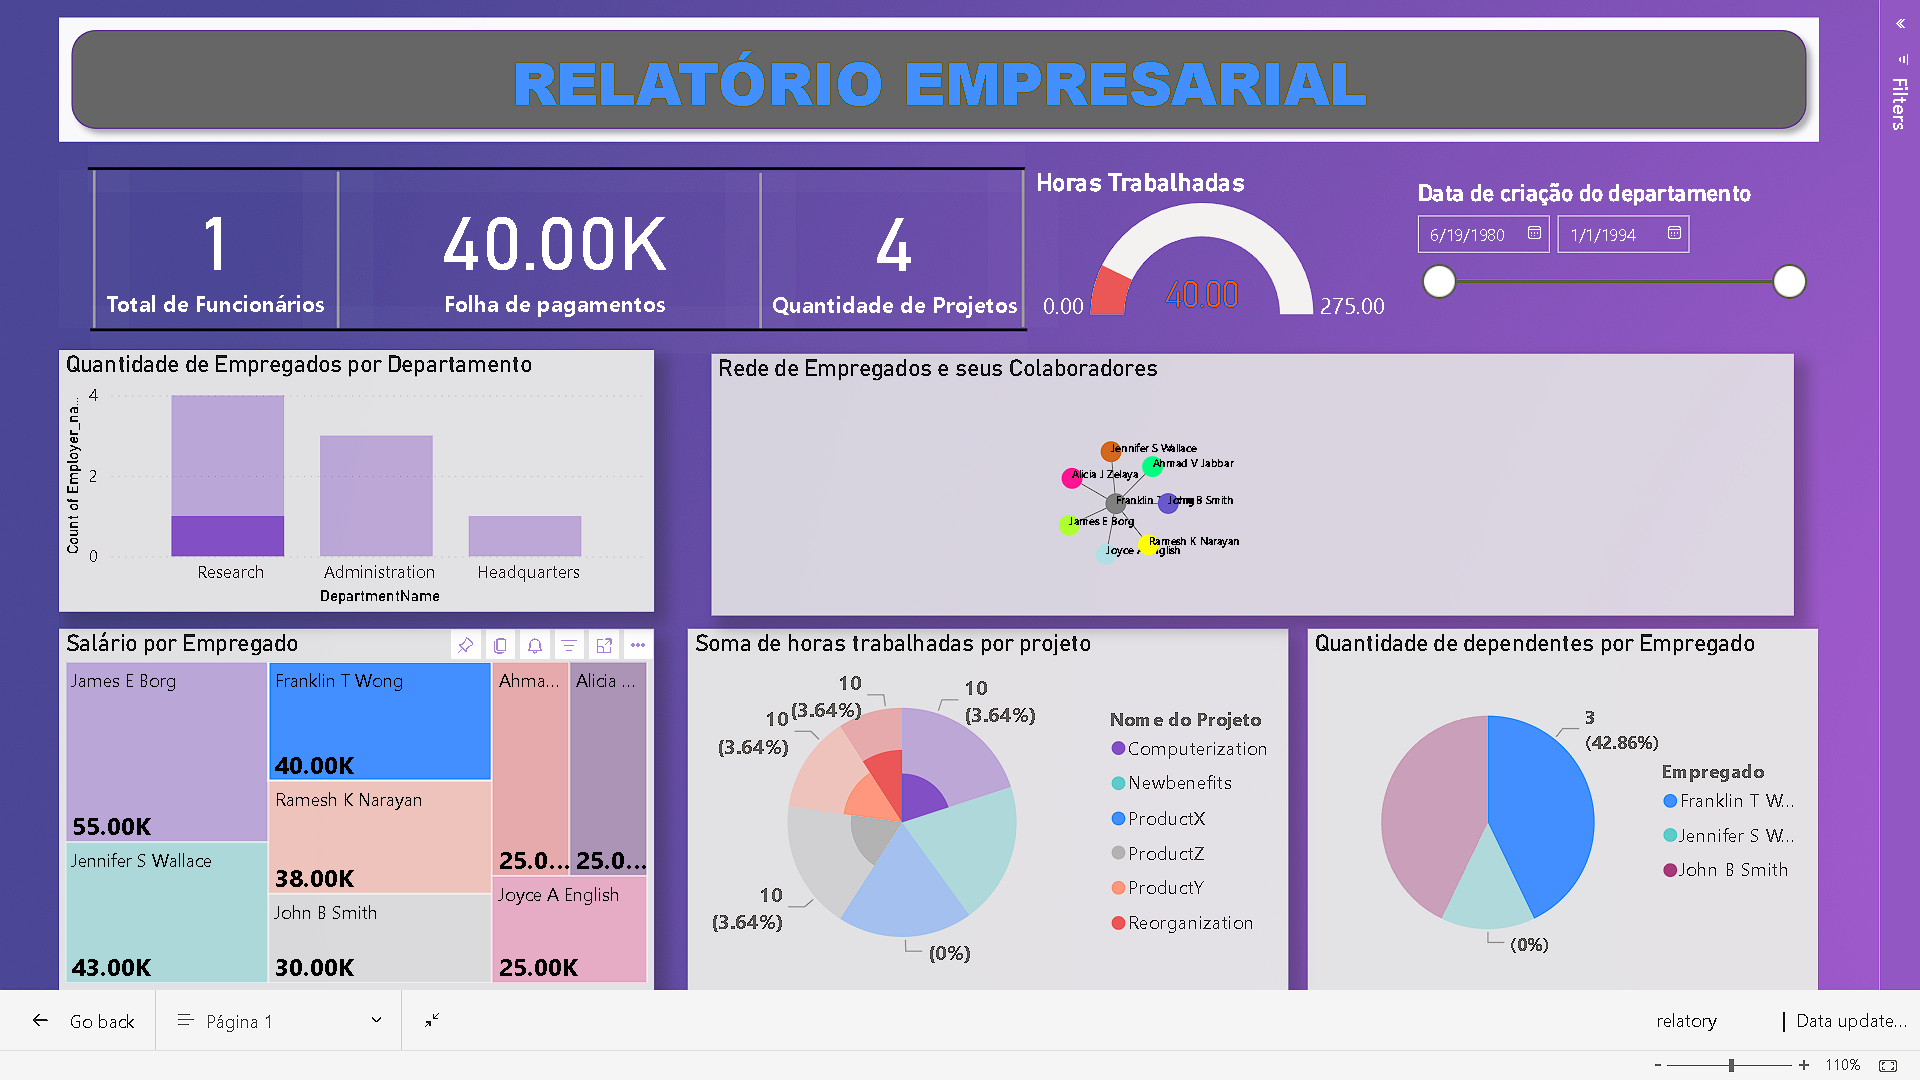 RELATÓRIO EMPRESARIAL
«
Filters
1
Total de Funcionários
40.00K
Folha de pagamentos
4
Quantidade de Projetos
Horas Trabalhadas
40.00
0.00
275.00
Data de criação do departamento
6/19/1980
1/1/1994
Quantidade de Empregados por Departamento
Count of Employer_na...
4
2
0
Research
Administration
Headquarters
DepartmentName
Rede de Empregados e seus Colaboradores
Jennifer S Wallace
Ahmad V Jabbar
Alicia J Zelaya
Franklin
John B Smith
James E Borg
Ramesh K Narayan
Joyce A English
Salário por Empregado
James E Borg
55.00K
Jennifer S Wallace
43.00K
Franklin T Wong
40.00K
Ramesh K Narayan
38.00K
John B Smith
30.00K
Ahma...
25.0...
Alicia ...
25.0...
Joyce A English
25.00K
Soma de horas trabalhadas por projeto
10
(3.64%)
10
(3.64%)
10
(3.64%)
10
(3.64%)
(0%)
Nome do Projeto
Computerization
Newbenefits
ProductX
ProductZ
ProductY
Reorganization
Quantidade de dependentes por Empregado
3
(42.86%)
(0%)
Empregado
Franklin T W...
Jennifer S W...
John B Smith
Go back
Página 1
relatory
| Data update...
- + 110%